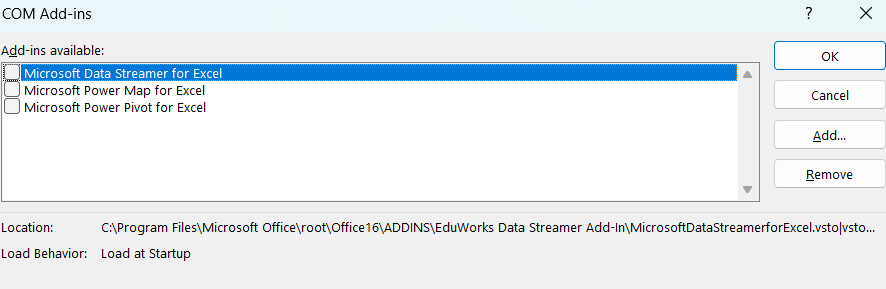 COM Add-ins ?
Add-ins available:
Microsoft Data Streamer for Excel
Microsoft Power Map for Excel
Microsoft Power Pivot for Excel
OK
Cancel
Add...
Remove
Location: C:\Program Files\Microsoft Office\root\Office16\ADDINS\EduWorks Data Streamer Add-In\MicrosoftDataStreamerforExcel.vsto|vsto...
Load Behavior: Load at Startup